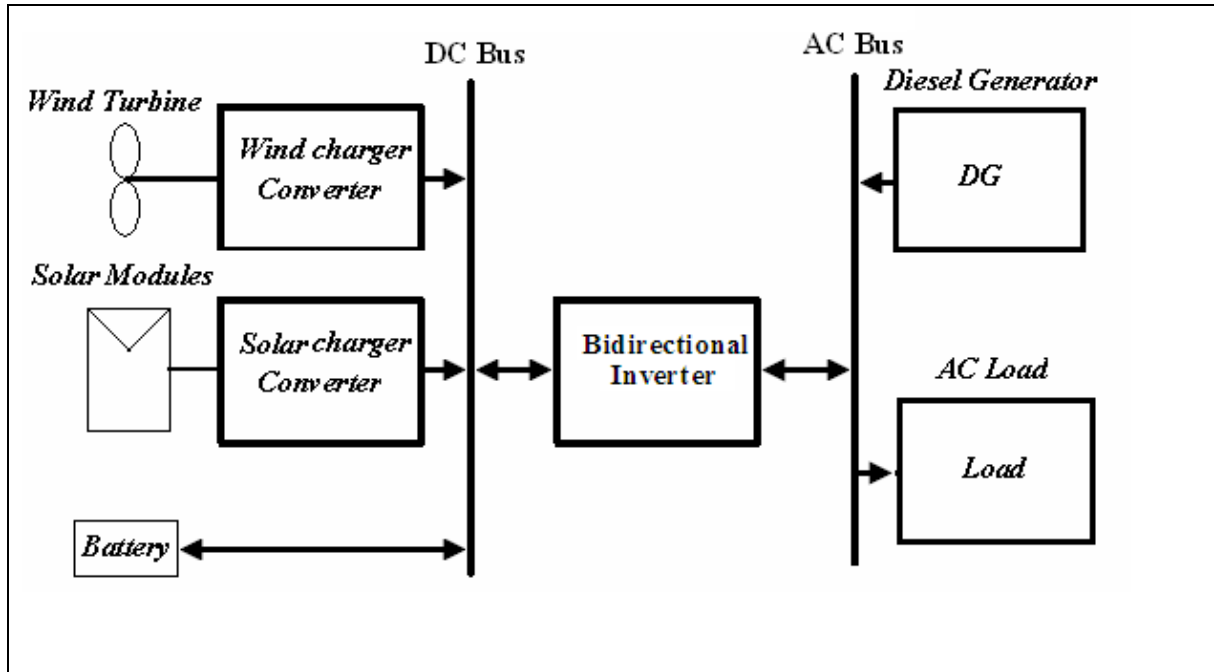 DC Bus
AC Bus
Wind Turbine
Wind charger
Converter
Diesel Generator
DG
Solar Modules
Solar charger
Converter
Bidirectional
Inverter
AC Load
Load
Battery